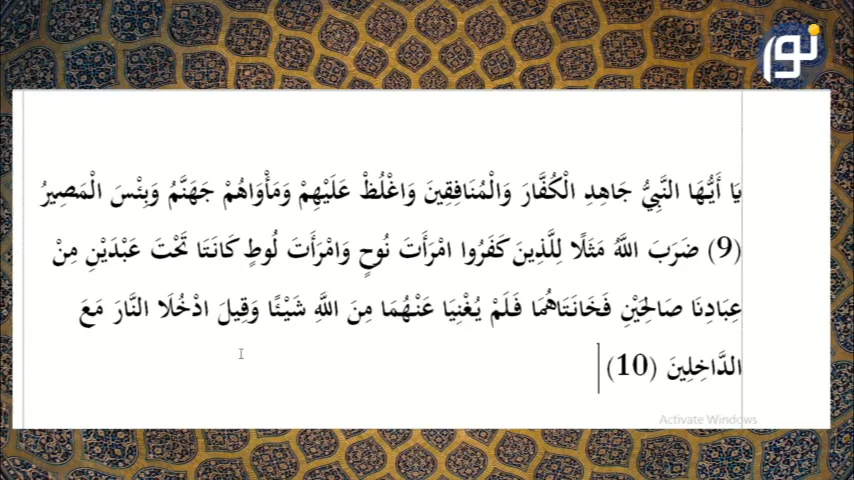 نور
يَا أَيُّهَا النَّبِيُّ جَاهِدِ الْكُفَّارَ وَالْمُنَافِقِينَ وَاغْلُظْ عَلَيْهِمْ وَمَأْوَاهُمْ جَهَنَّمُ وَبِئْسَ الْمَصِيرُ
(9) ضَرَبَ اللَّهُ مَثَلًا لِلَّذِينَ كَفَرُوا امْرَأَتَ نُوحٍ وَامْرَأَتَ لُوطٍ كَانَتَا تَحْتَ عَبْدَيْنِ مِنْ
عِبَادِنَا صَالِحَيْنِ فَخَانَتَاهُمَا فَلَمْ يُغْنِيَا عَنْهُمَا مِنَ اللَّهِ شَيْئًا وَقِيلَ ادْخُلَا النَّارَ مَعَ
الدَّاخِلِينَ (10)
Activate Windows